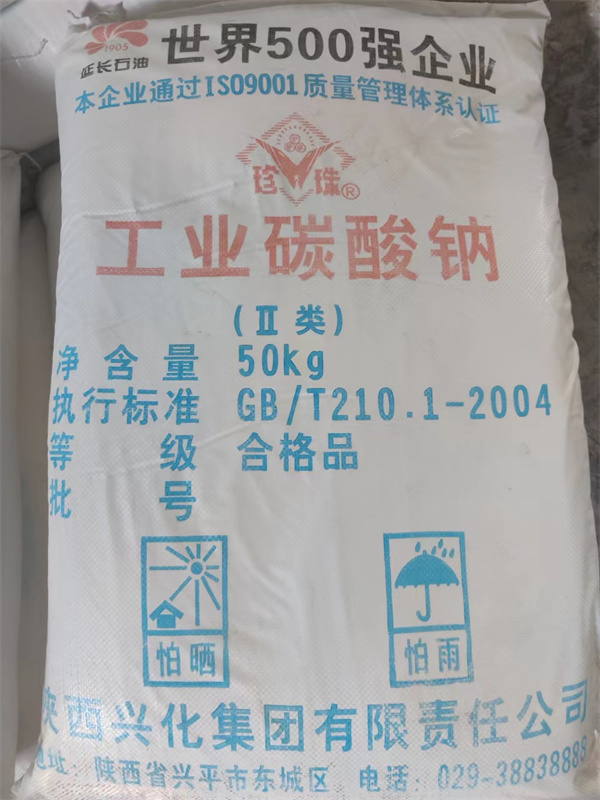 1905
延长石油
世界500强企业
本企业通过ISO9001质量管理体系认证
珍珠®
工业碳酸钠
(Ⅱ类)
净含量 50kg
执行标准 GB/T210.1-2004
等级 合格品
批号
怕晒
怕雨
陕西兴化集团有限责任公司
地址：陕西省兴平市东城区 电话：029-38838888